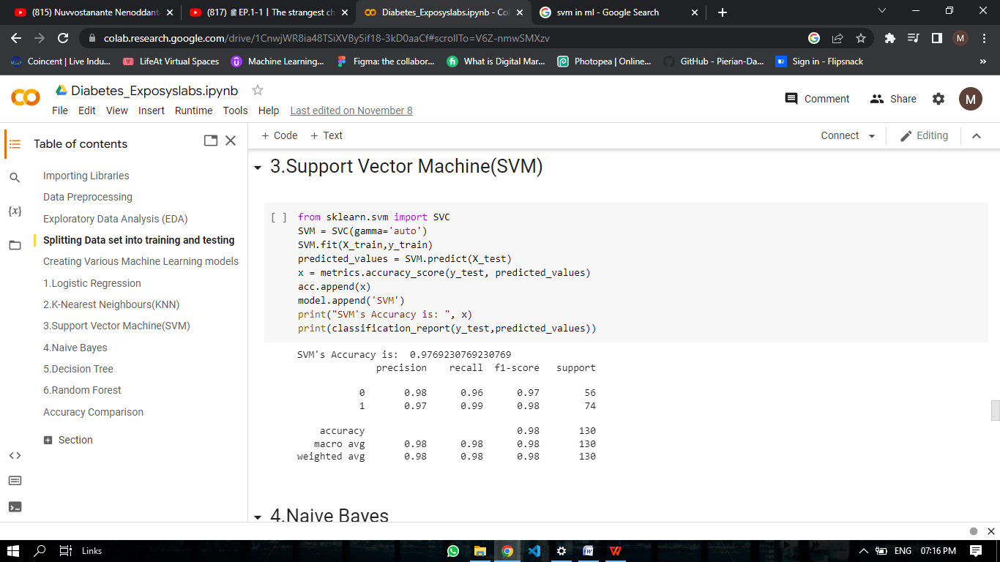 (815) Nuvvostanante Nenoddant
(817) EP.1-1 | The strangest ch
Diabetes_Exposyslabs.ipynb - Col
svm in ml - Google Search
colab.research.google.com/drive/1CnwjWR8ia48TSiXVBy5if18-3kD0aaCf#scrollTo=V6Z-nmwSMXzv
M
Coincent | Live Indu...
LifeAt Virtual Spaces
Machine Learning...
Figma: the collabor...
What is Digital Mar...
Photopea | Online...
GitHub - Pierian-Da...
Sign in - Flipsnack
»
Diabetes_Exposyslabs.ipynb
File Edit View Insert Runtime Tools Help Last edited on November 8
Comment Share M
Table of contents
Importing Libraries
Data Preprocessing
Exploratory Data Analysis (EDA)
Splitting Data set into training and testing
Creating Various Machine Learning models
1.Logistic Regression
2.K-Nearest Neighbours(KNN)
3.Support Vector Machine(SVM)
4.Naive Bayes
5.Decision Tree
6.Random Forest
Accuracy Comparison
Section
{x}
<>
+ Code + Text Connect Editing
3.Support Vector Machine(SVM)
[ ] from sklearn.svm import SVC
SVM = SVC(gamma='auto')
SVM.fit(X_train,y_train)
predicted_values = SVM.predict(X_test)
x = metrics.accuracy_score(y_test, predicted_values)
acc.append(x)
model.append('SVM')
print("SVM's Accuracy is: ", x)
print(classification_report(y_test,predicted_values))
SVM's Accuracy is:  0.9769230769230769
precision recall f1-score support
0 0.98 0.96 0.97 56
1 0.97 0.99 0.98 74
accuracy 0.98 130
macro avg 0.98 0.98 0.98 130
weighted avg 0.98 0.98 0.98 130
4.Naive Bayes
Links
ENG 07:16 PM